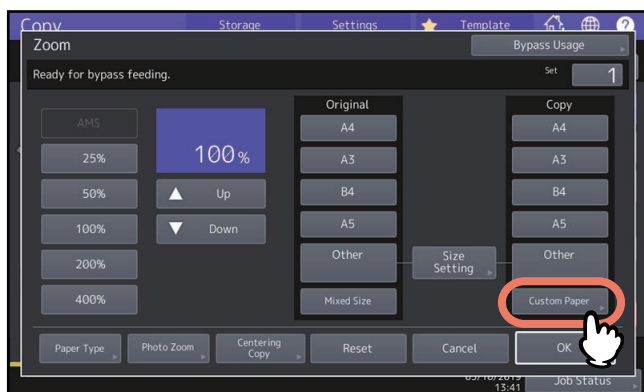 Copy Storage Settings Template ?
Zoom Bypass Usage
Ready for bypass feeding. Set 1
Original Copy
AMS A4 A4
25% 100 % A3 A3
50% Up B4 B4
100% Down A5 A5
200% Other Size Setting Other
400% Mixed Size Custom Paper
Paper Type Photo Zoom Centering Copy Reset Cancel OK
13:41 Job Status